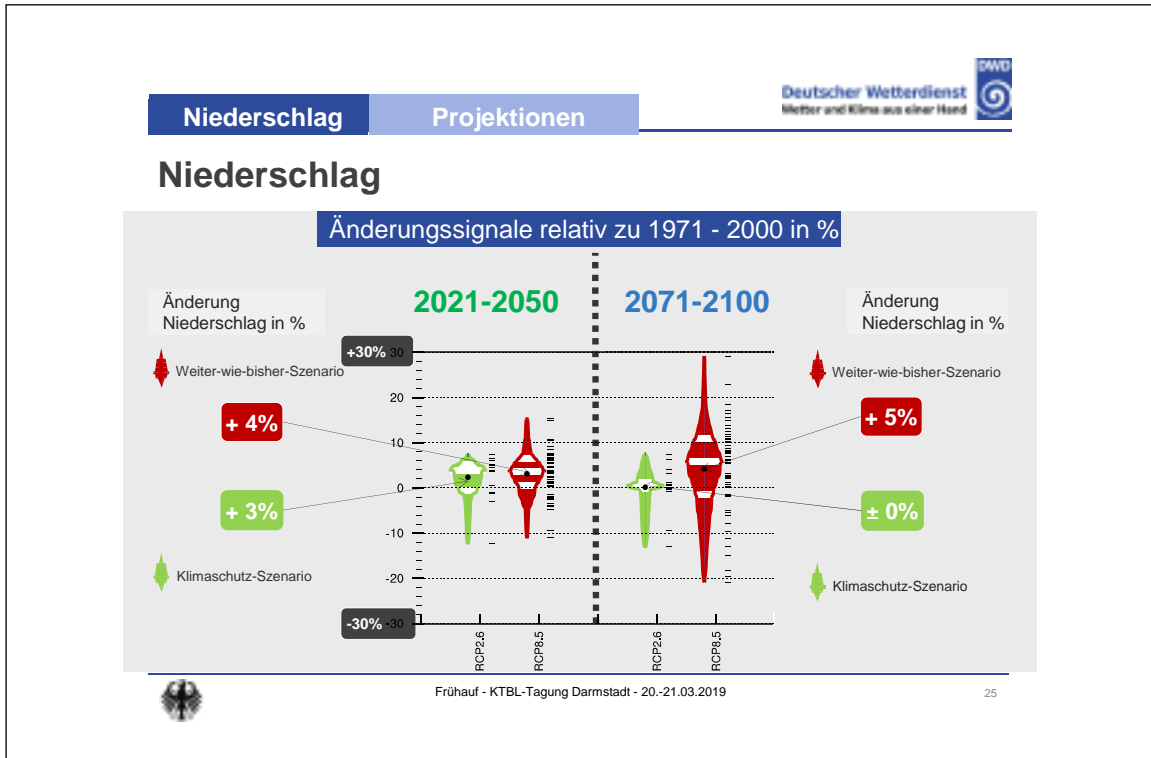 DWD
Deutscher Wetterdienst
Wetter und Klima aus einer Hand
Niederschlag Projektionen
Niederschlag
Änderungssignale relativ zu 1971 - 2000 in %
2021-2050 2071-2100
Änderung
Niederschlag in %
Weiter-wie-bisher-Szenario
+ 4%
+ 3%
Klimaschutz-Szenario
+30% 30
20
10
0
-10
-20
-30% -30
RCP2.6
RCP8.5
RCP2.6
RCP8.5
Änderung
Niederschlag in %
Weiter-wie-bisher-Szenario
+ 5%
± 0%
Klimaschutz-Szenario
Frühauf - KTBL-Tagung Darmstadt - 20.-21.03.2019
25